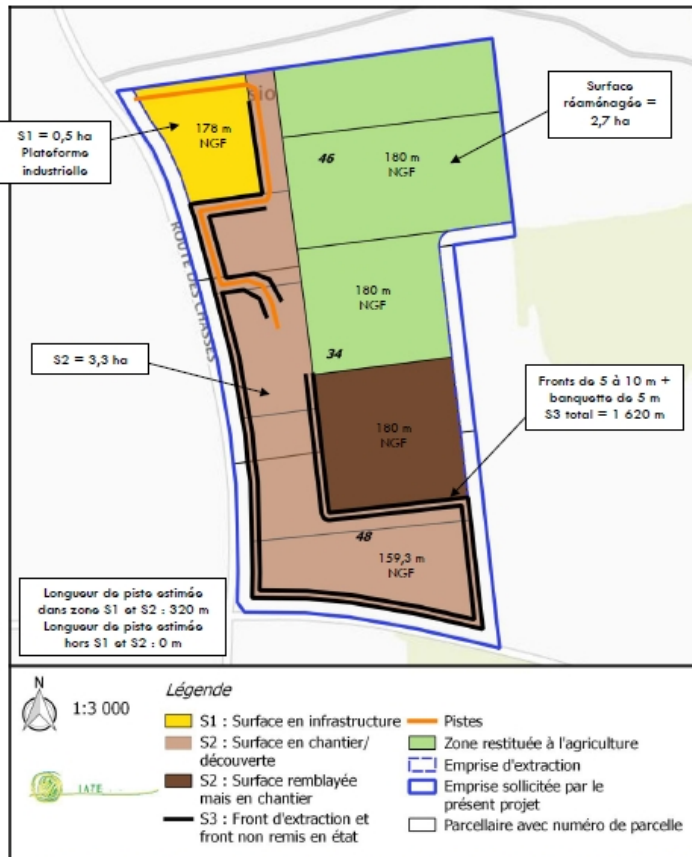 S1 = 0,5 ha
Plateforme
industrielle
sio
178 m
NGF
46
180 m
NGF
Surface
réaménagée =
2,7 ha
ROUTE DES CHASSES
180 m
NGF
S2 = 3,3 ha
34
180 m
NGF
Fronts de 5 à 10 m +
banquette de 5 m
S3 total = 1 620 m
48
159,3 m
NGF
Longueur de piste estimée
dans zone S1 et S2 : 320 m
Longueur de piste estimée
hors S1 et S2 : 0 m
N
1:3 000
Légende
S1 : Surface en infrastructure
S2 : Surface en chantier/
découverte
S2 : Surface remblayée
mais en chantier
S3 : Front d'extraction et
front non remis en état
Pistes
Zone restituée à l'agriculture
Emprise d'extraction
Emprise sollicitée par le
présent projet
Parcellaire avec numéro de parcelle